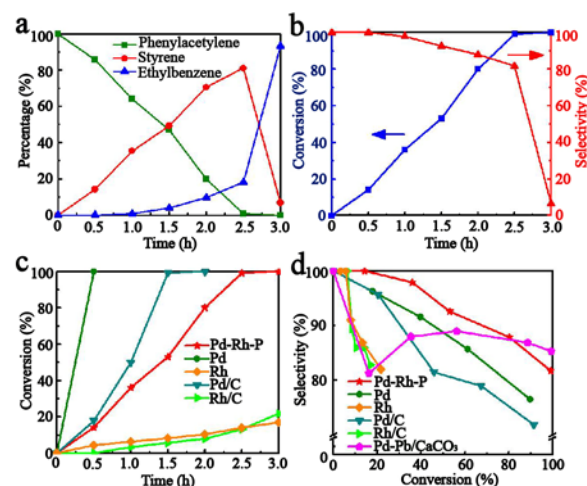 a
100
80
60
40
20
0
Percentage (%)
Phenylacetylene
Styrene
Ethylbenzene
0 0.5 1.0 1.5 2.0 2.5 3.0
Time (h)
b
100
80
60
40
20
0
Conversion (%)
100
80
60
40
20
0
Selectivity (%)
0 0.5 1.0 1.5 2.0 2.5 3.0
Time (h)
c
100
80
60
40
20
0
Conversion (%)
Pd-Rh-P
Pd
Rh
Pd/C
Rh/C
0 0.5 1.0 1.5 2.0 2.5 3.0
Time (h)
d
100
90
80
Selectivity (%)
Pd-Rh-P
Pd
Rh
Pd/C
Rh/C
Pd-Pb/CaCO₃
0 20 40 60 80 100
Conversion (%)